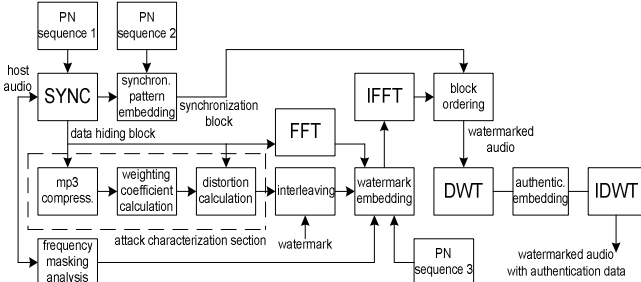 PN
sequence 1
PN
sequence 2
host
audio
SYNC
synchron.
pattern
embedding
synchronization
block
IFFT
block
ordering
data hiding block
FFT
watermarked
audio
mp3
compress.
weighting
coefficient
calculation
distortion
calculation
interleaving
watermark
embedding
DWT
authentic.
embedding
IDWT
attack characterization section
watermark
frequency
masking
analysis
PN
sequence 3
watermarked audio
with authentication data